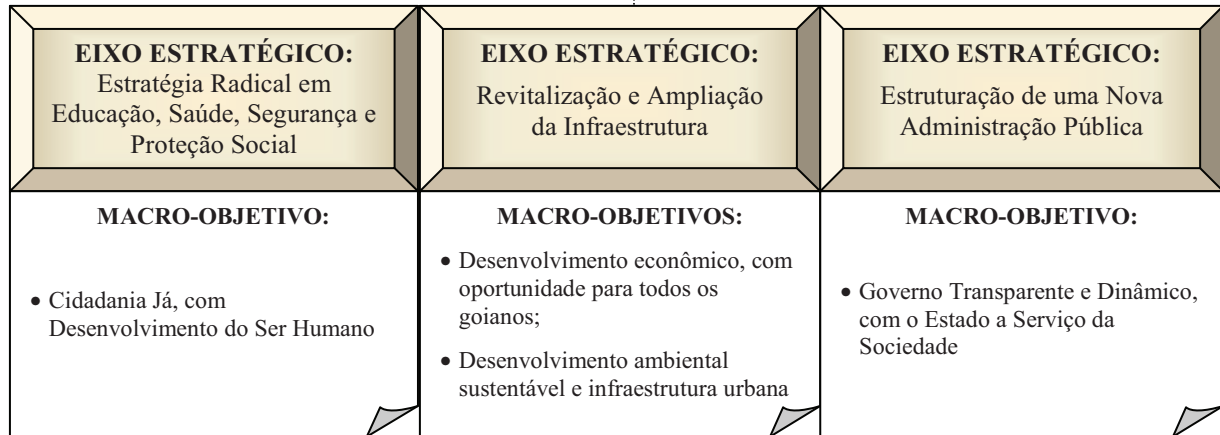 EIXO ESTRATÉGICO:
Estratégia Radical em
Educação, Saúde, Segurança e
Proteção Social
MACRO-OBJETIVO:
• Cidadania Já, com
Desenvolvimento do Ser Humano
EIXO ESTRATÉGICO:
Revitalização e Ampliação
da Infraestrutura
MACRO-OBJETIVOS:
• Desenvolvimento econômico, com
oportunidade para todos os
goianos;
• Desenvolvimento ambiental
sustentável e infraestrutura urbana
EIXO ESTRATÉGICO:
Estruturação de uma Nova
Administração Pública
MACRO-OBJETIVO:
• Governo Transparente e Dinâmico,
com o Estado a Serviço da
Sociedade